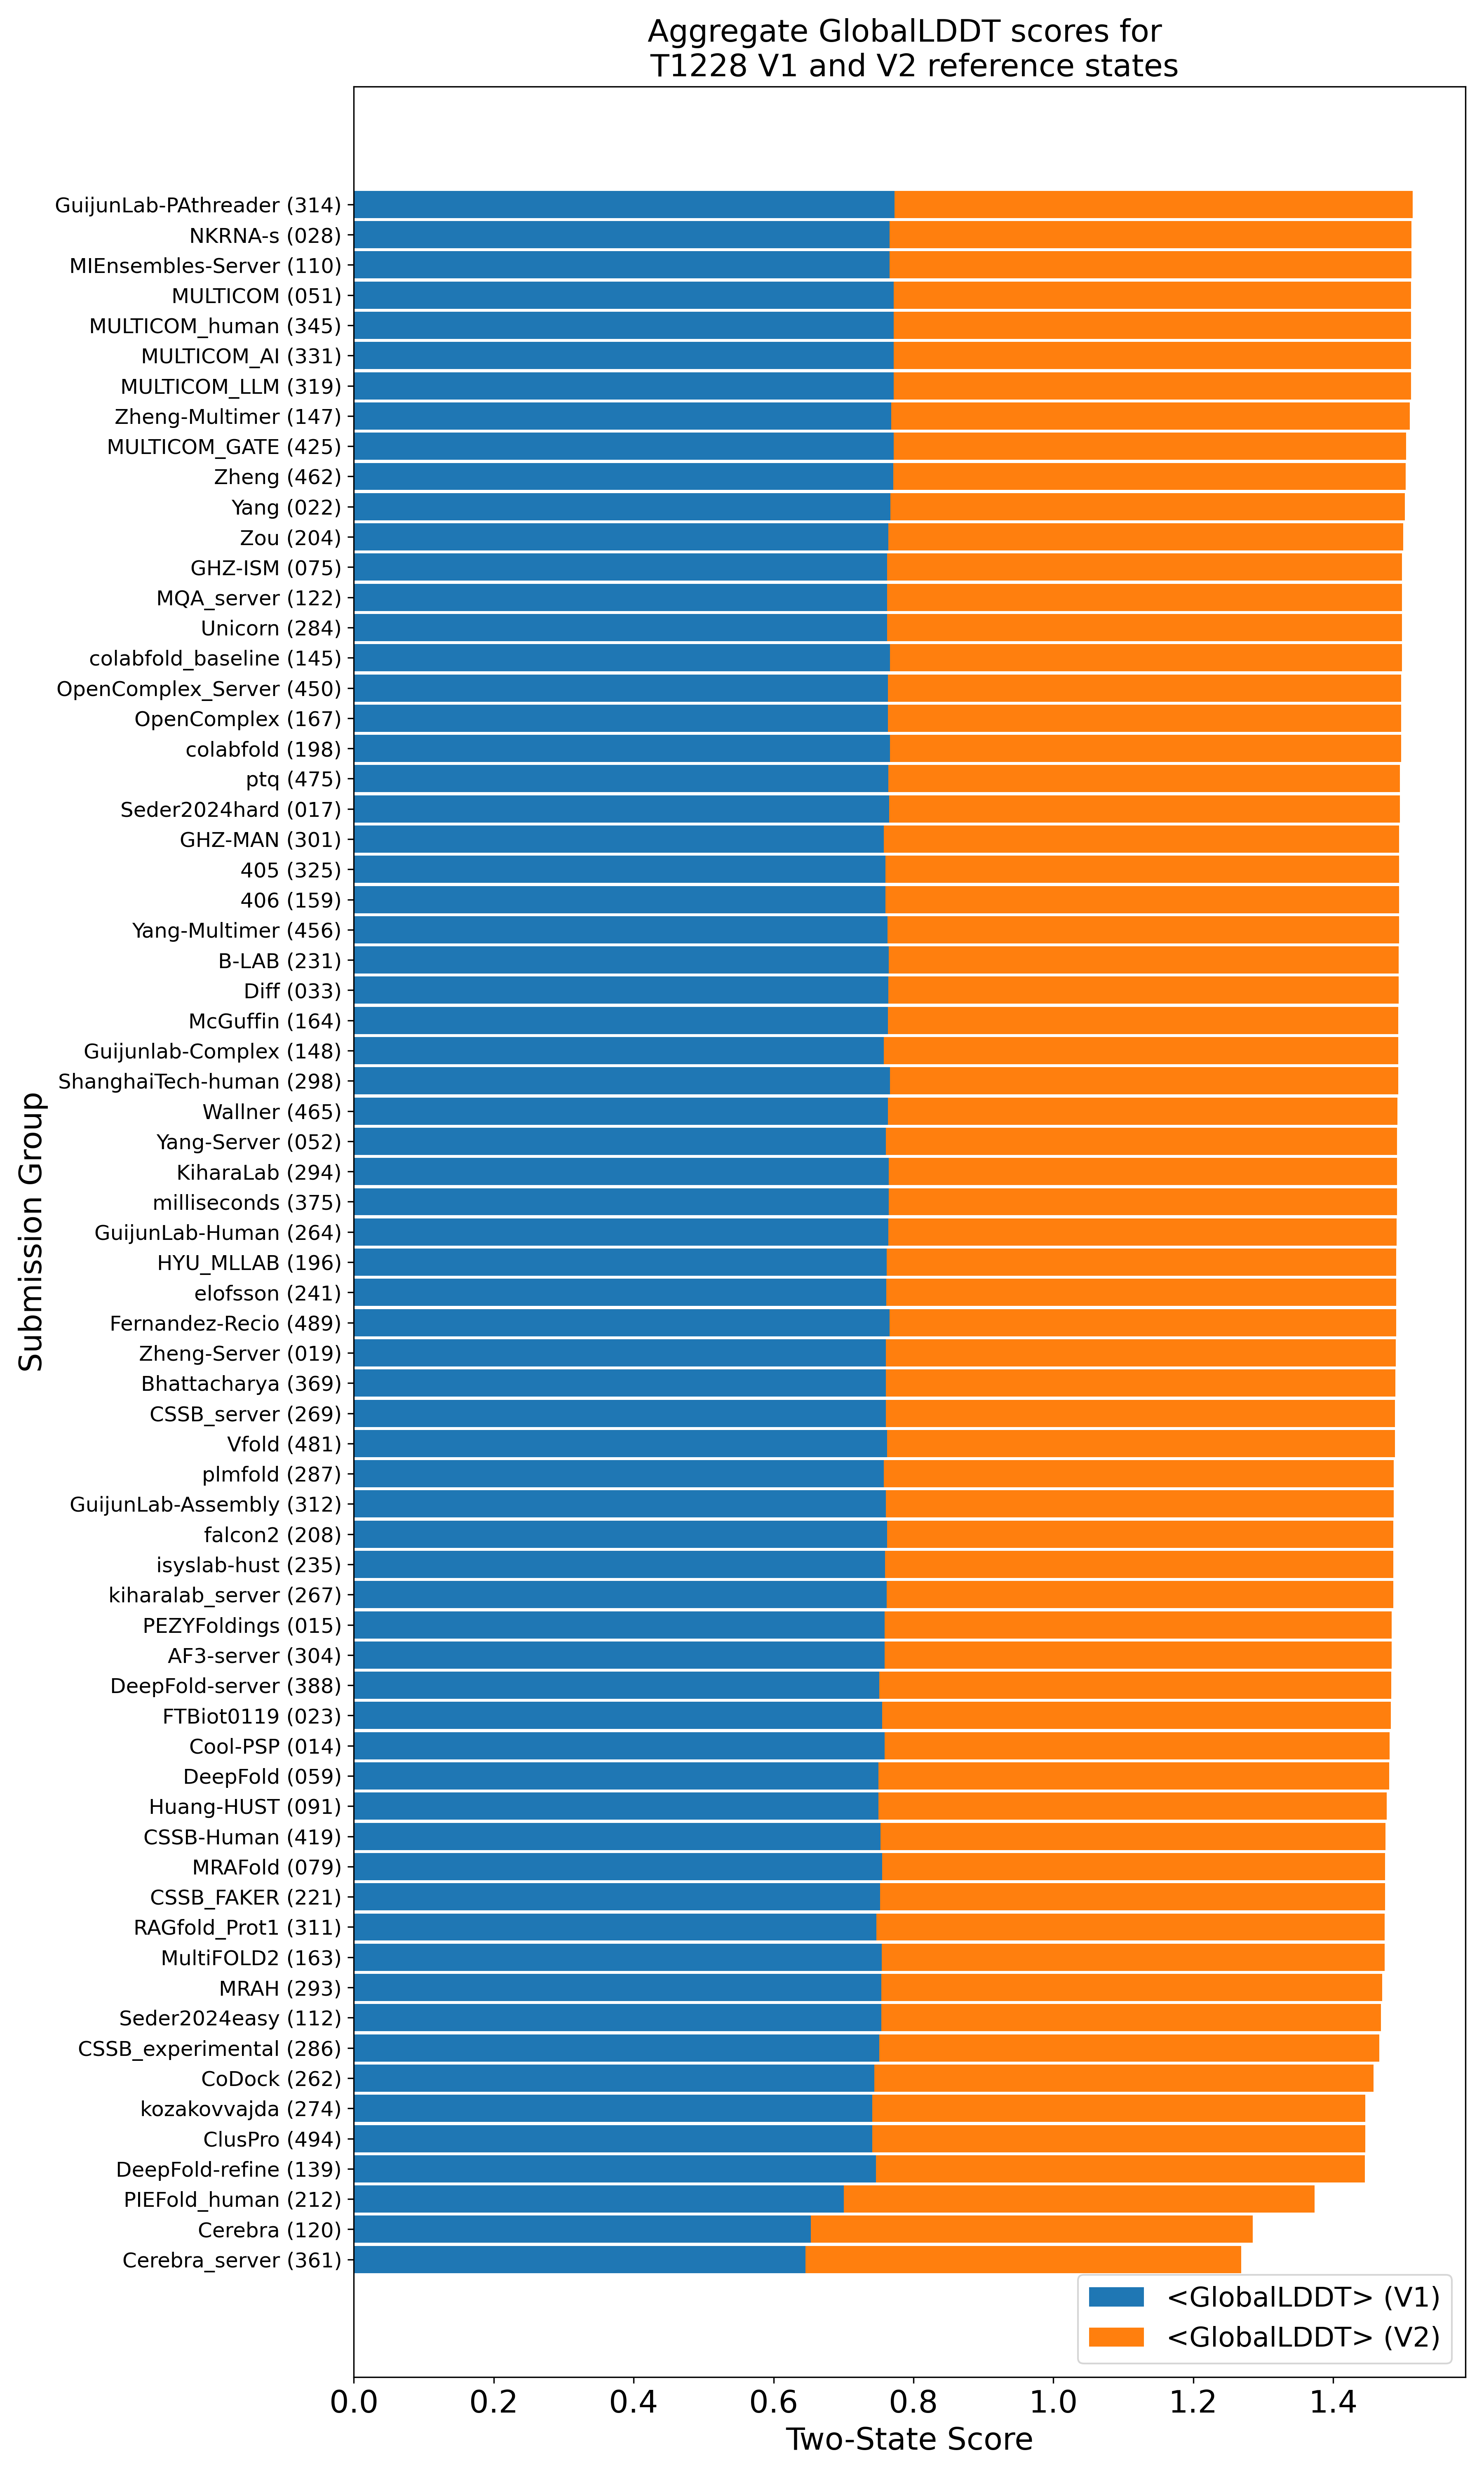 Aggregate GlobalLDDT scores for
T1228 V1 and V2 reference states
Submission Group
GuijunLab-PAthreader (314)
NKRNA-s (028)
MIEnsembles-Server (110)
MULTICOM (051)
MULTICOM_human (345)
MULTICOM_AI (331)
MULTICOM_LLM (319)
Zheng-Multimer (147)
MULTICOM_GATE (425)
Zheng (462)
Yang (022)
Zou (204)
GHZ-ISM (075)
MQA_server (122)
Unicorn (284)
colabfold_baseline (145)
OpenComplex_Server (450)
OpenComplex (167)
colabfold (198)
ptq (475)
Seder2024hard (017)
GHZ-MAN (301)
405 (325)
406 (159)
Yang-Multimer (456)
B-LAB (231)
Diff (033)
McGuffin (164)
Guijunlab-Complex (148)
ShanghaiTech-human (298)
Wallner (465)
Yang-Server (052)
KiharaLab (294)
milliseconds (375)
GuijunLab-Human (264)
HYU_MLLAB (196)
elofsson (241)
Fernandez-Recio (489)
Zheng-Server (019)
Bhattacharya (369)
CSSB_server (269)
Vfold (481)
plmfold (287)
GuijunLab-Assembly (312)
falcon2 (208)
isyslab-hust (235)
kiharalab_server (267)
PEZYFoldings (015)
AF3-server (304)
DeepFold-server (388)
FTBiot0119 (023)
Cool-PSP (014)
DeepFold (059)
Huang-HUST (091)
CSSB-Human (419)
MRAFold (079)
CSSB_FAKER (221)
RAGfold_Prot1 (311)
MultiFOLD2 (163)
MRAH (293)
Seder2024easy (112)
CSSB_experimental (286)
CoDock (262)
kozakovvajda (274)
ClusPro (494)
DeepFold-refine (139)
PIEFold_human (212)
Cerebra (120)
Cerebra_server (361)
<GlobalLDDT> (V1)
<GlobalLDDT> (V2)
0.0 0.2 0.4 0.6 0.8 1.0 1.2 1.4
Two-State Score